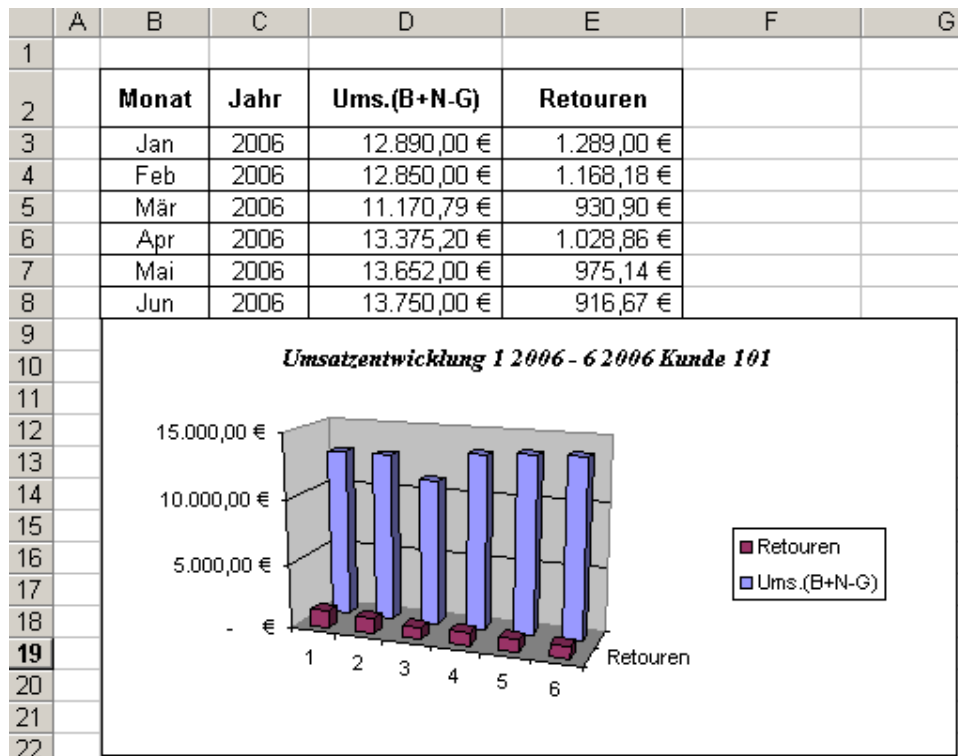 A B C D E F G
1
2 Monat Jahr Ums.(B+N-G) Retouren
3 Jan 2006 12.890,00 € 1.289,00 €
4 Feb 2006 12.850,00 € 1.168,18 €
5 Mär 2006 11.170,79 € 930,90 €
6 Apr 2006 13.375,20 € 1.028,86 €
7 Mai 2006 13.652,00 € 975,14 €
8 Jun 2006 13.750,00 € 916,67 €
9
10 Umsatzentwicklung 1 2006 - 6 2006 Kunde 101
11
12 15.000,00 €
13
14 10.000,00 €
15
16 5.000,00 € Retouren
17 Ums.(B+N-G)
18 - €
19 1 2 3 4 5 6 Retouren
20
21
22